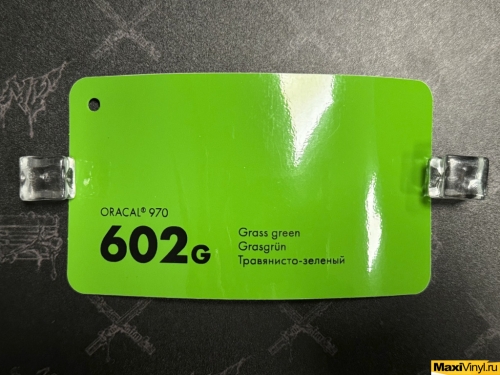 ORACAL® 970
602G
Grass green
Grasgrün
Травянисто-зеленый
MaxiVinyl.ru